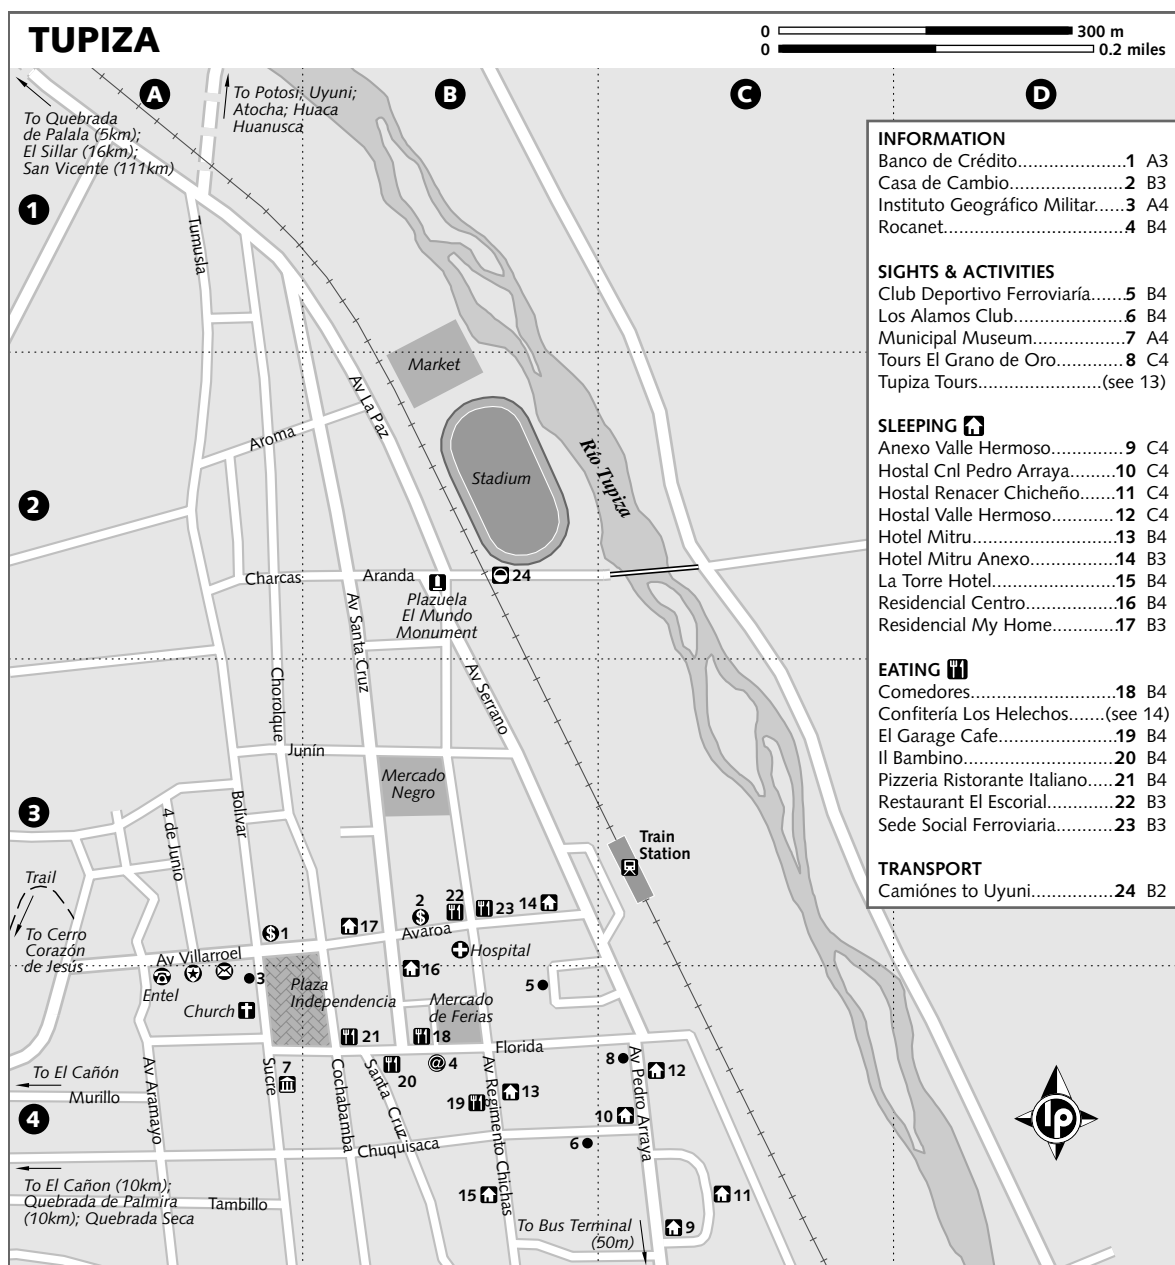 TUPIZA
0 300 m
0 0.2 miles
A
B
C
D
To Quebrada
de Palala (5km);
El Sillar (16km);
San Vicente (111km)
To Potosi; Uyuni;
Atocha; Huaca
Huanusca
INFORMATION
Banco de Crédito.....................1 A3
Casa de Cambio.......................2 B3
Instituto Geográfico Militar......3 A4
Rocanet....................................4 B4
SIGHTS & ACTIVITIES
Club Deportivo Ferroviaría.......5 B4
Los Alamos Club.......................6 B4
Municipal Museum...................7 A4
Tours El Grano de Oro..............8 C4
Tupiza Tours.........................(see 13)
SLEEPING
Anexo Valle Hermoso...............9 C4
Hostal Cnl Pedro Arraya.........10 C4
Hostal Renacer Chicheño.......11 C4
Hostal Valle Hermoso.............12 C4
Hotel Mitru.............................13 B4
Hotel Mitru Anexo..................14 B3
La Torre Hotel.........................15 B4
Residencial Centro..................16 B4
Residencial My Home.............17 B3
EATING
Comedores.............................18 B4
Confitería Los Helechos.......(see 14)
El Garage Cafe........................19 B4
Il Bambino..............................20 B4
Pizzeria Ristorante Italiano.....21 B4
Restaurant El Escorial..............22 B3
Sede Social Ferroviaria............23 B3
TRANSPORT
Camiónes to Uyuni.................24 B2
1
Tumusla
Market
Av La Paz
Aroma
Stadium
Río Tupiza
2
Charcas
Aranda
24
Plazuela
El Mundo
Monument
Av Santa Cruz
Chorolque
Av Serrano
Junín
Mercado
Negro
Bolívar
3
4 de Junio
Train
Station
Trail
2
22
23
14
17
1
Avaroa
To Cerro
Corazón
de Jesús
Av Villarroel
Hospital
16
3
Entel
Plaza
Independencia
5
Church
Mercado
de Ferias
21
18
Florida
7
20
@
4
8
12
To El Cañón
Murillo
Av Aramayo
Sucre
Cochabamba
Santa Cruz
Av Regimento Chichas
Av Pedro Arraya
13
19
10
lp
4
Chuquisaca
6
To El Cañon (10km);
Quebrada de Palmira
(10km); Quebrada Seca
Tambillo
15
11
To Bus Terminal
(50m)
9